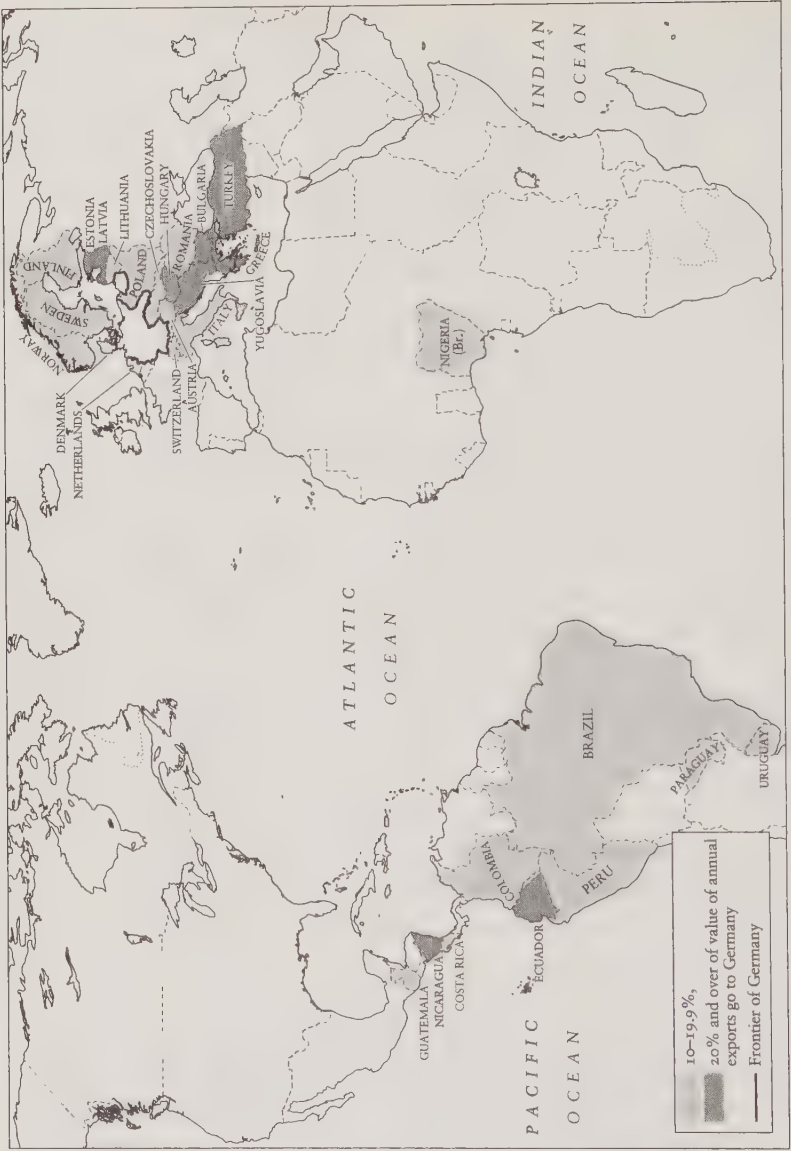 NORWAY
SWEDEN
FINLAND
ESTONIA
LATVIA
LITHUANIA
DENMARK
NETHERLANDS
POLAND
CZECHOSLOVAKIA
HUNGARY
ROMANIA
BULGARIA
TURKEY
SWITZERLAND
AUSTRIA
ITALY
YUGOSLAVIA
GREECE
NIGERIA
(Br.)
ATLANTIC
OCEAN
INDIAN
OCEAN
GUATEMALA
NICARAGUA
COSTA RICA
COLOMBIA
ECUADOR
PERU
BRAZIL
PARAGUAY
URUGUAY
PACIFIC
OCEAN
10–19.9%,
20% and over of value of annual
exports go to Germany
Frontier of Germany